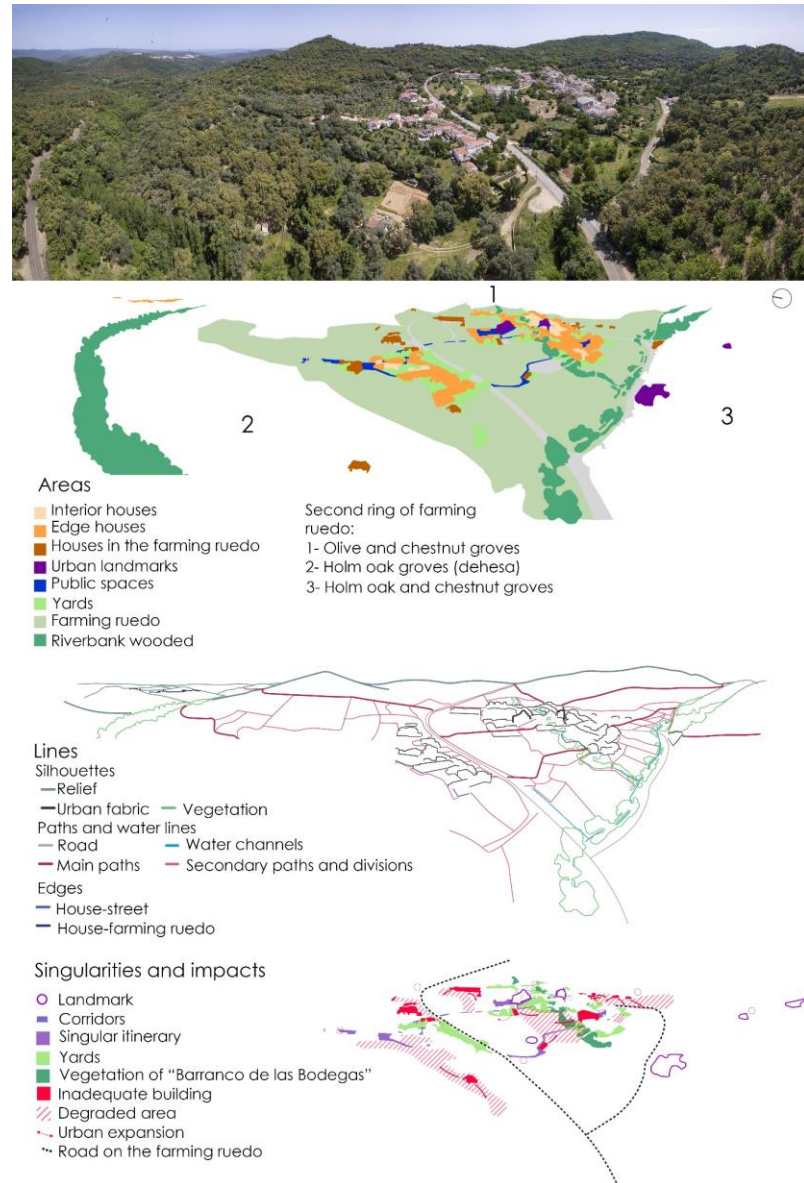 1
2
3
Areas
Interior houses
Edge houses
Houses in the farming ruedo
Urban landmarks
Public spaces
Yards
Farming ruedo
Riverbank wooded
Second ring of farming
ruedo:
1- Olive and chestnut groves
2- Holm oak groves (dehesa)
3- Holm oak and chestnut groves
Lines
Silhouettes
Relief
Urban fabric
Vegetation
Paths and water lines
Road
Water channels
Main paths
Secondary paths and divisions
Edges
House-street
House-farming ruedo
Singularities and impacts
Landmark
Corridors
Singular itinerary
Yards
Vegetation of “Barranco de las Bodegas”
Inadequate building
Degraded area
Urban expansion
Road on the farming ruedo